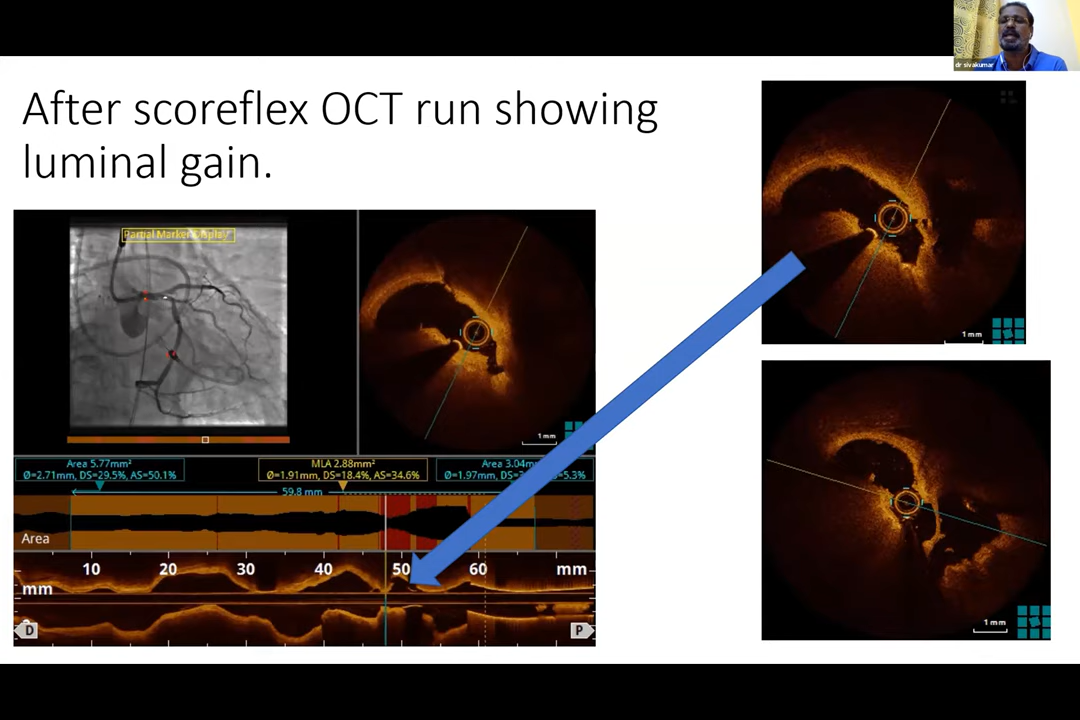 dr sivakumar
After scoreflex OCT run showing
luminal gain.
Partial Marker Display
1 mm
1 mm
1 mm
Area 5.77mm²
Ø=2.71mm, DS=29.5%, AS=50.1%
MLA 2.88mm²
Ø=1.91mm, DS=18.4%, AS=34.6%
Area 3.04mm
Ø=1.97mm, DS=
5.3%
59.8 mm
Area
10 20 30 40 50 60 mm
mm
D P